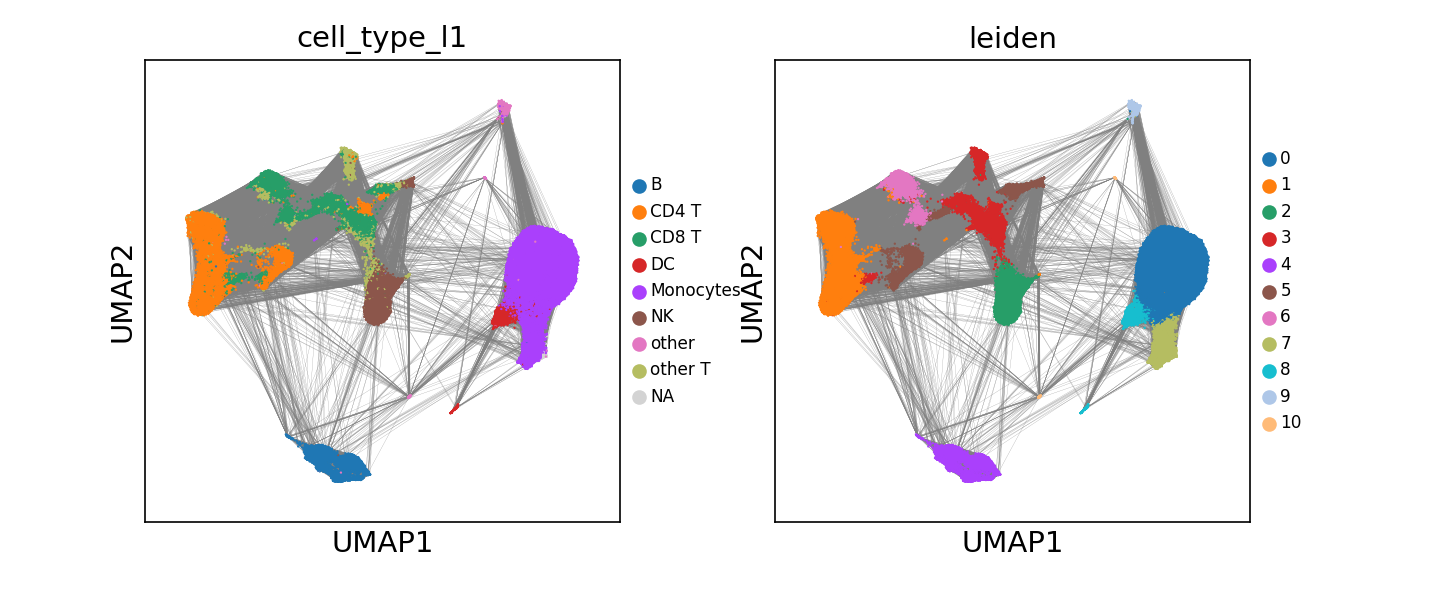 cell_type_l1
UMAP2
UMAP1
B
CD4 T
CD8 T
DC
Monocytes
NK
other
other T
NA
leiden
UMAP2
UMAP1
0
1
2
3
4
5
6
7
8
9
10